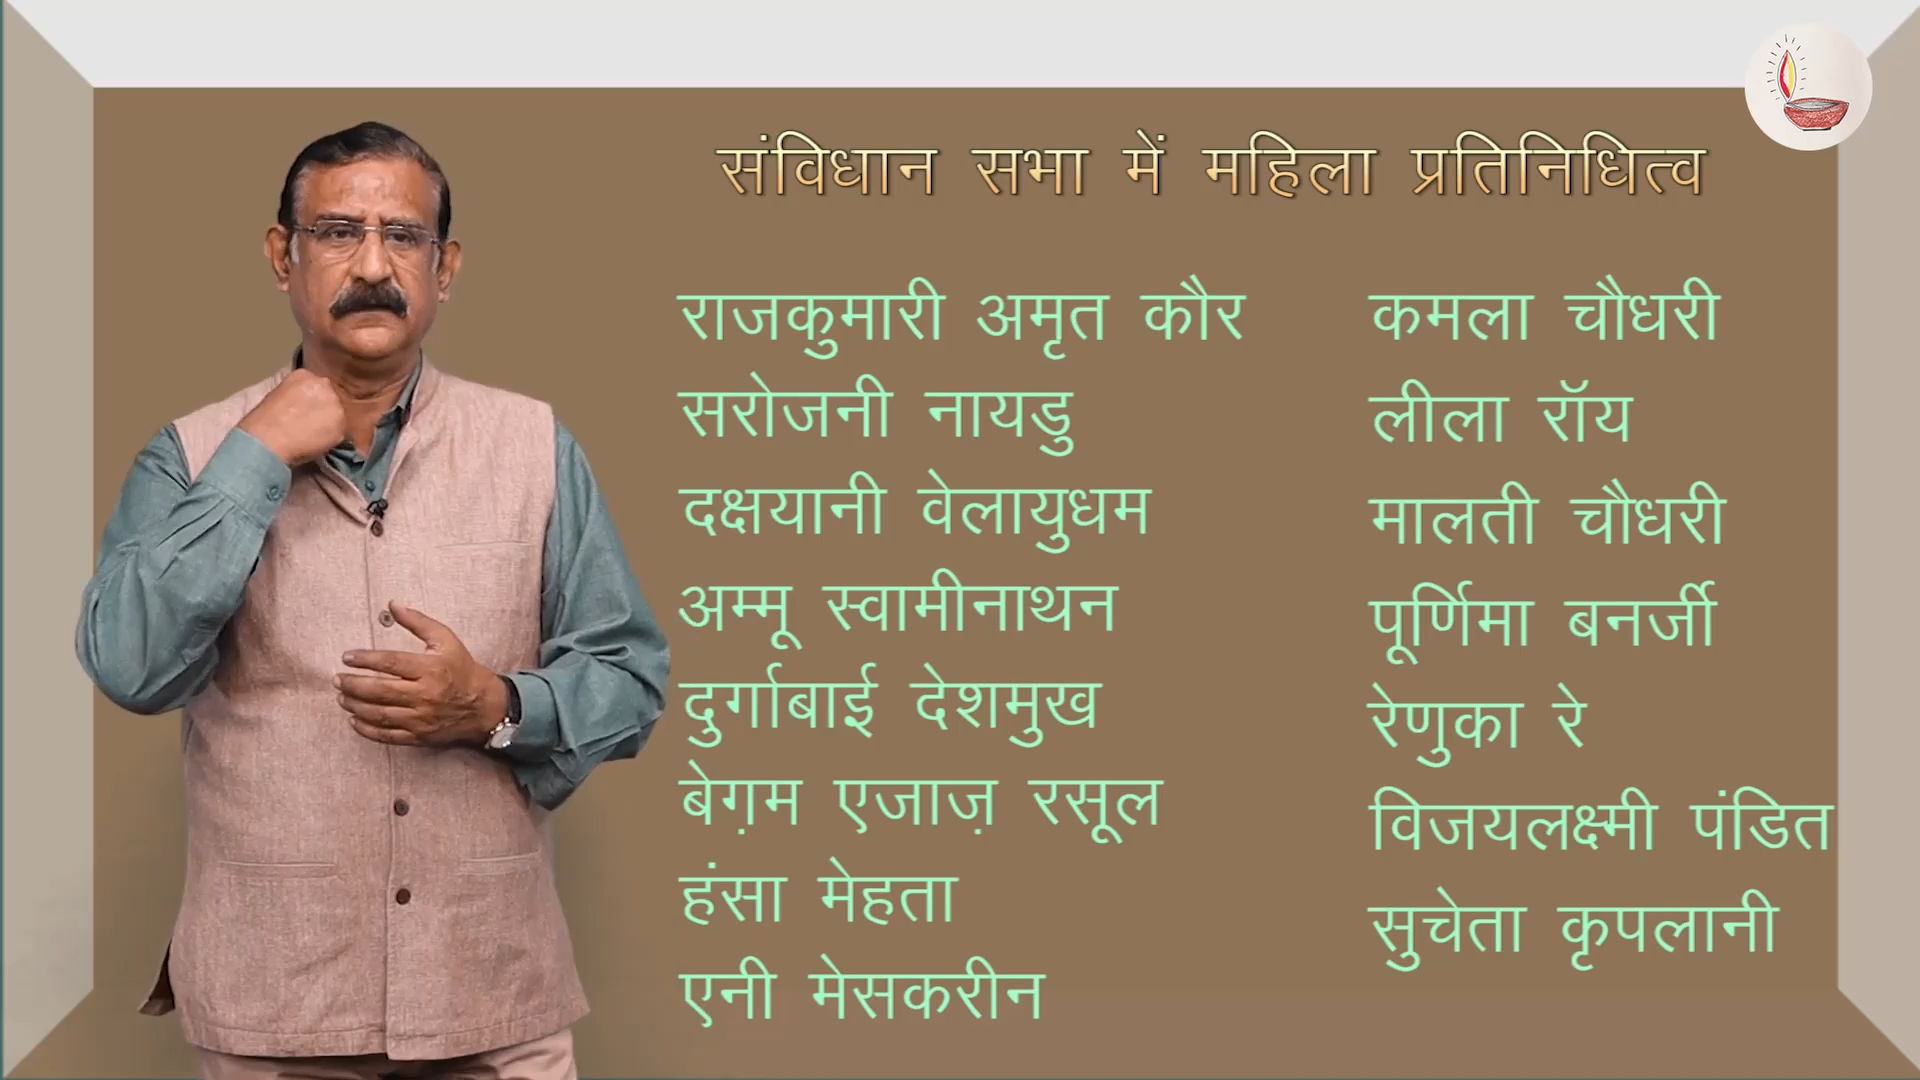 संविधान सभा में महिला प्रतिनिधित्व
राजकुमारी अमृत कौर
सरोजनी नायडु
दक्षयानी वेलायुधम
अम्मू स्वामीनाथन
दुर्गाबाई देशमुख
बेग़म एजाज़ रसूल
हंसा मेहता
एनी मेसकरीन
कमला चौधरी
लीला रॉय
मालती चौधरी
पूर्णिमा बनर्जी
रेणुका रे
विजयलक्ष्मी पंडित
सुचेता कृपलानी